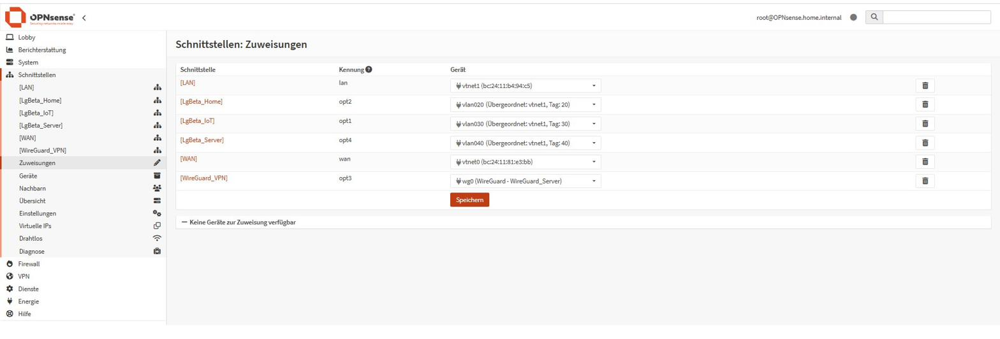 OPNsense®
Securing networks made easy
root@OPNsense.home.internal
Lobby
Berichterstattung
System
Schnittstellen
[LAN]
[LgBeta_Home]
[LgBeta_IoT]
[LgBeta_Server]
[WAN]
[WireGuard_VPN]
Zuweisungen
Geräte
Nachbarn
Übersicht
Einstellungen
Virtuelle IPs
Drahtlos
Diagnose
Firewall
VPN
Dienste
Energie
Hilfe
Schnittstellen: Zuweisungen
Schnittstelle Kennung Gerät
[LAN] lan vtnet1 (bc:24:11:b4:94:c5)
[LgBeta_Home] opt2 vlan020 (Übergeordnet: vtnet1, Tag: 20)
[LgBeta_IoT] opt1 vlan030 (Übergeordnet: vtnet1, Tag: 30)
[LgBeta_Server] opt4 vlan040 (Übergeordnet: vtnet1, Tag: 40)
[WAN] wan vtnet0 (bc:24:11:81:e3:bb)
[WireGuard_VPN] opt3 wg0 (WireGuard - WireGuard_Server)
Speichern
Keine Geräte zur Zuweisung verfügbar